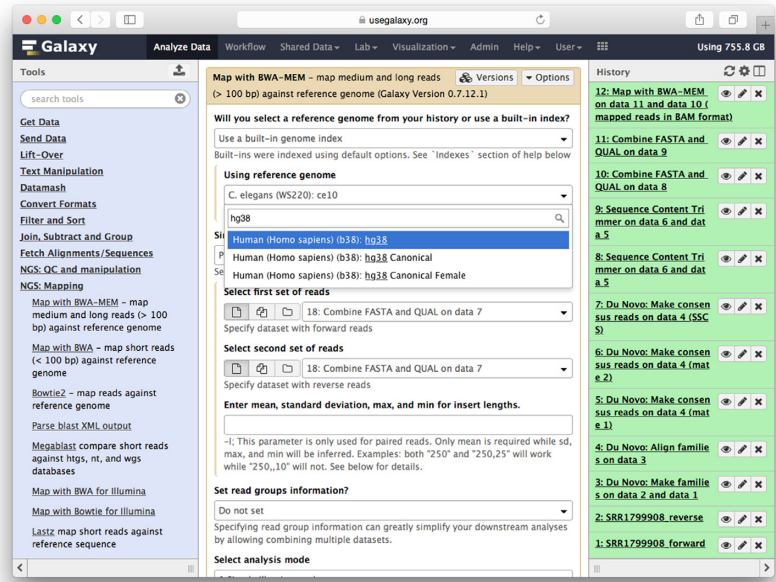 usegalaxy.org
Galaxy
Analyze Data Workflow Shared Data Lab Visualization Admin Help User Using 755.8 GB
Tools
search tools
Get Data
Send Data
Lift-Over
Text Manipulation
Datamash
Convert Formats
Filter and Sort
Join, Subtract and Group
Fetch Alignments/Sequences
NGS: QC and manipulation
NGS: Mapping
Map with BWA-MEM – map
medium and long reads (> 100
bp) against reference genome
Map with BWA – map short reads
(< 100 bp) against reference
genome
Bowtie2 – map reads against
reference genome
Parse blast XML output
Megablast compare short reads
against htgs, nt, and wgs
databases
Map with BWA for Illumina
Map with Bowtie for Illumina
Lastz map short reads against
reference sequence
Map with BWA-MEM – map medium and long reads
(> 100 bp) against reference genome (Galaxy Version 0.7.12.1)
Versions
Options
Will you select a reference genome from your history or use a built-in index?
Use a built-in genome index
Built-ins were indexed using default options. See `Indexes` section of help below
Using reference genome
C. elegans (WS220): ce10
hg38
Human (Homo sapiens) (b38): hg38
Human (Homo sapiens) (b38): hg38 Canonical
Human (Homo sapiens) (b38): hg38 Canonical Female
Select first set of reads
18: Combine FASTA and QUAL on data 7
Specify dataset with forward reads
Select second set of reads
18: Combine FASTA and QUAL on data 7
Specify dataset with reverse reads
Enter mean, standard deviation, max, and min for insert lengths.
-I; This parameter is only used for paired reads. Only mean is required while sd,
max, and min will be inferred. Examples: both "250" and "250,25" will work
while "250,,10" will not. See below for details.
Set read groups information?
Do not set
Specifying read group information can greatly simplify your downstream analyses
by allowing combining multiple datasets.
Select analysis mode
History
12: Map with BWA-MEM
on data 11 and data 10 (
mapped reads in BAM format)
11: Combine FASTA and
QUAL on data 9
10: Combine FASTA and
QUAL on data 8
9: Sequence Content Tri
mmer on data 6 and dat
a 5
8: Sequence Content Tri
mmer on data 6 and dat
a 5
7: Du Novo: Make consen
sus reads on data 4 (SSC
S)
6: Du Novo: Make consen
sus reads on data 4 (mat
e 2)
5: Du Novo: Make consen
sus reads on data 4 (mat
e 1)
4: Du Novo: Align familie
s on data 3
3: Du Novo: Make familie
s on data 2 and data 1
2: SRR1799908_reverse
1: SRR1799908_forward